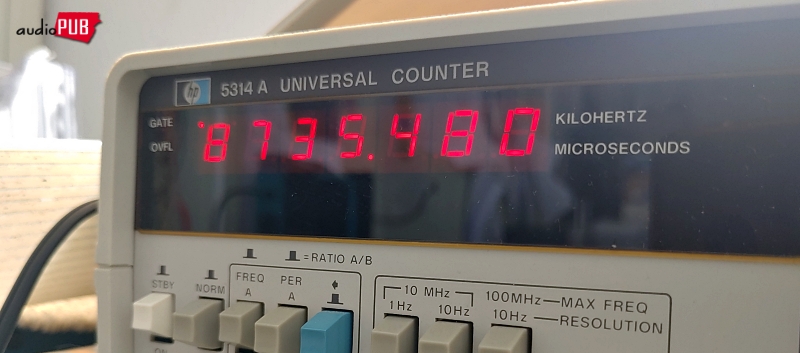 audioPUB
hp 5314 A UNIVERSAL COUNTER
GATE
OVFL
8735.480
KILOHERTZ
MICROSECONDS
= RATIO A/B
STBY
NORM
FREQ A
PER A
10 MHz
1Hz 10Hz
100MHz—MAX FREQ
10Hz—RESOLUTION